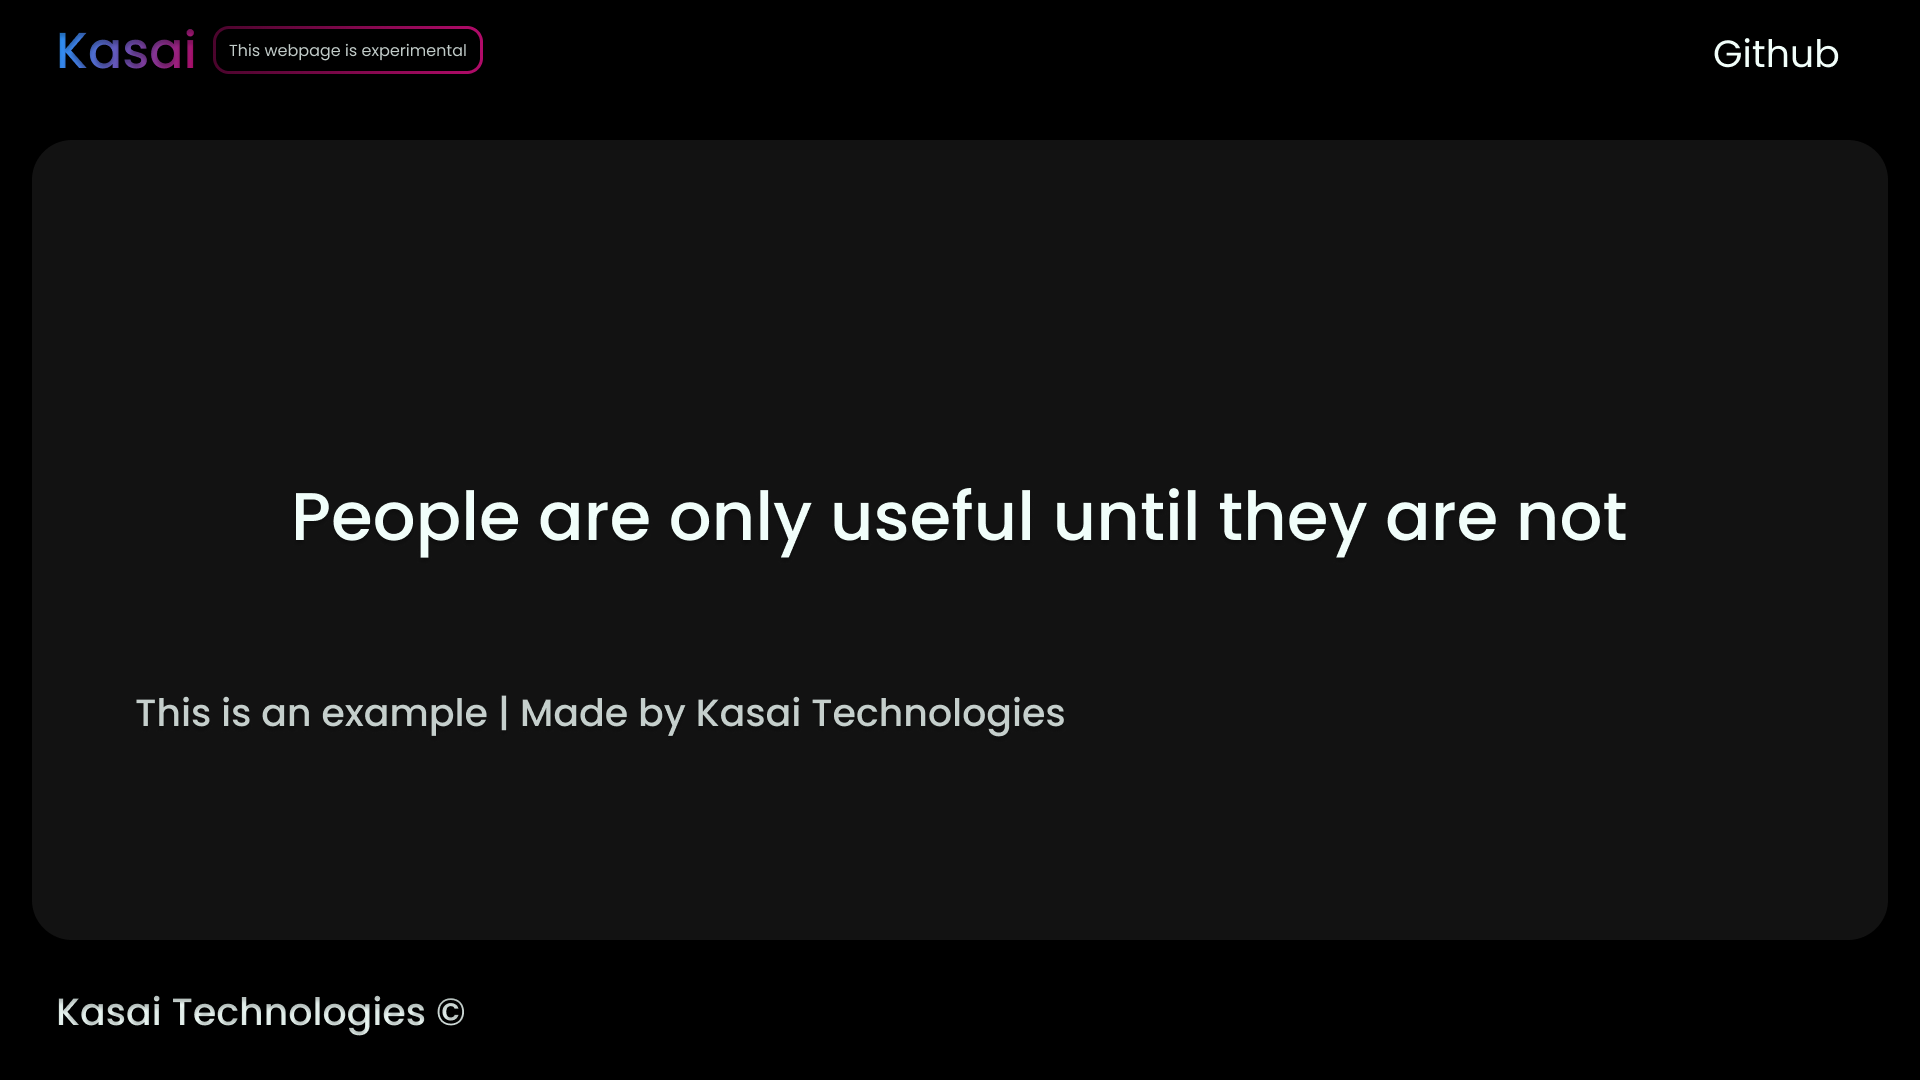 Kasai
This webpage is experimental
Github
People are only useful until they are not
This is an example | Made by Kasai Technologies
Kasai Technologies ©